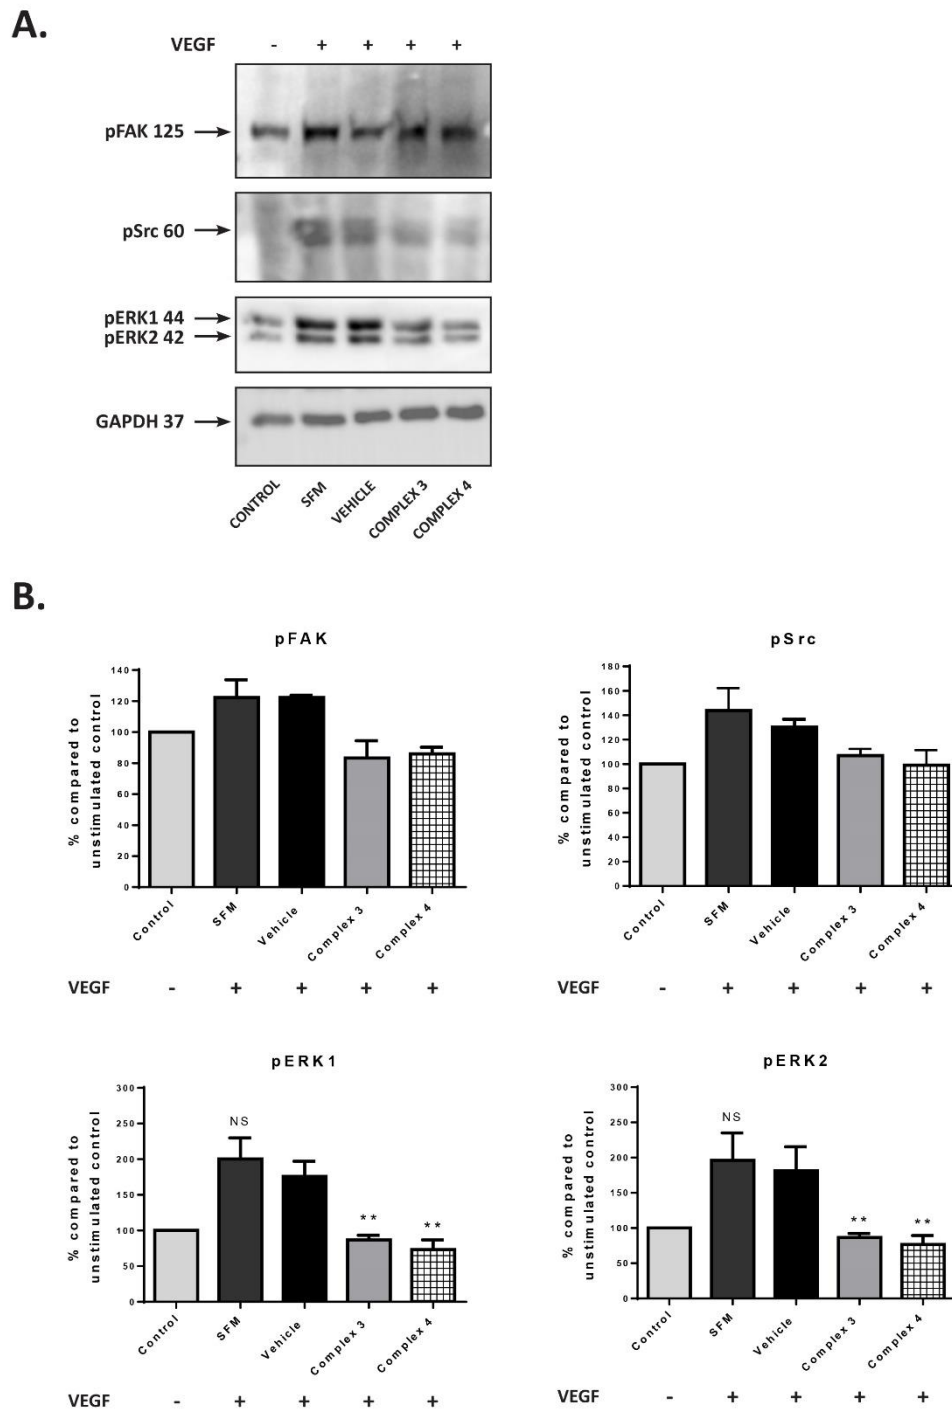 A.
VEGF - + + + +
pFAK 125
pSrc 60
pERK1 44
pERK2 42
GAPDH 37
CONTROL SFM VEHICLE COMPLEX 3 COMPLEX 4
B.
pFAK
% compared to
unstimulated control
140
120
100
80
60
40
20
0
Control SFM Vehicle Complex 3 Complex 4
VEGF - + + + +
pSrc
% compared to
unstimulated control
180
160
140
120
100
80
60
40
20
0
Control SFM Vehicle Complex 3 Complex 4
VEGF - + + + +
pERK1
% compared to
unstimulated control
300
250
200
150
100
50
0
NS
** **
Control SFM Vehicle Complex 3 Complex 4
VEGF - + + + +
pERK2
% compared to
unstimulated control
300
250
200
150
100
50
0
NS
** **
Control SFM Vehicle Complex 3 Complex 4
VEGF - + + + +